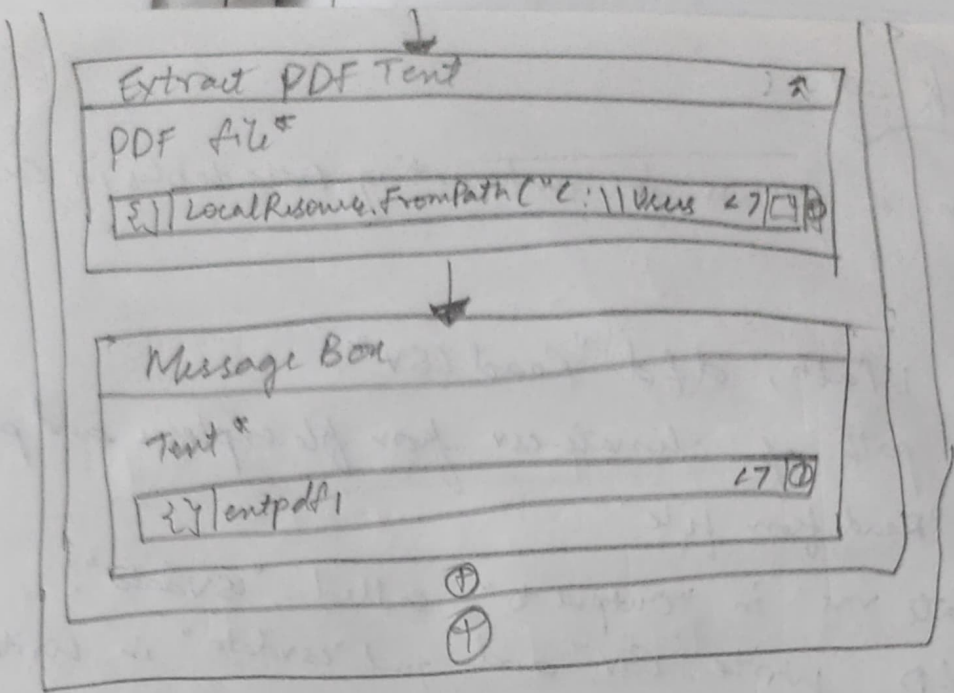 Extract PDF Text
PDF file*
{} LocalResource.FromPath("C:\\Users <>
Message Box
Text*
{} extpdf1 <>